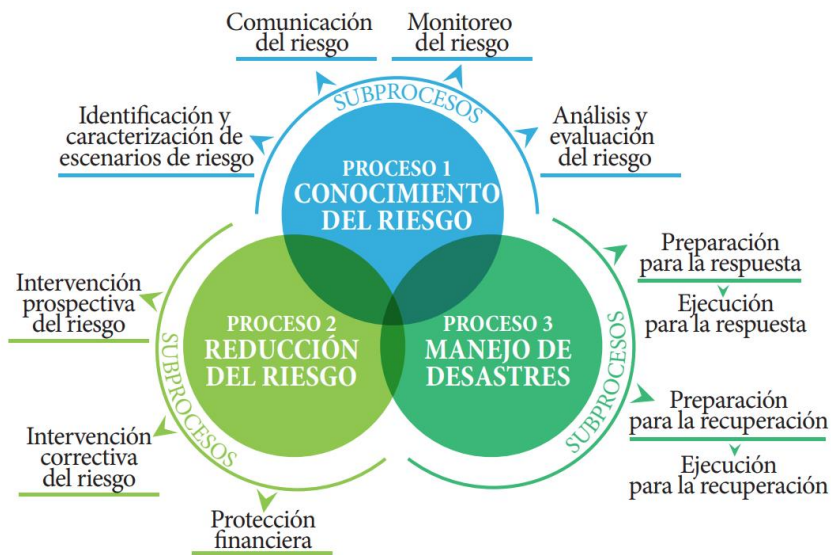 Comunicación
del riesgo
Monitoreo
del riesgo
Identificación y
caracterización de
escenarios de riesgo
SUBPROCESOS
Análisis y
evaluación
del riesgo
PROCESO 1
CONOCIMIENTO
DEL RIESGO
Intervención
prospectiva
del riesgo
Intervención
correctiva
del riesgo
Protección
financiera
SUBPROCESOS
PROCESO 2
REDUCCIÓN
DEL RIESGO
PROCESO 3
MANEJO DE
DESASTRES
SUBPROCESOS
Preparación
para la respuesta
Ejecución
para la respuesta
Preparación
para la recuperación
Ejecución
para la recuperación